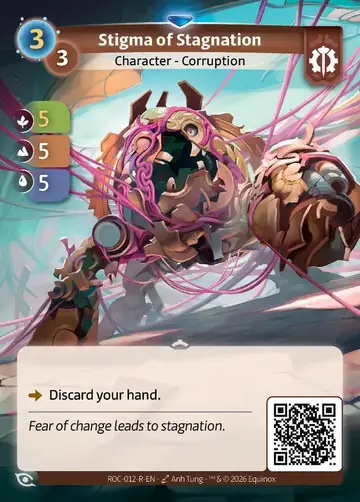 3
3
Stigma of Stagnation
Character - Corruption
5
5
5
Discard your hand.
Fear of change leads to stagnation.
ROC-012-R-EN - Anh Tung - ™ & © 2026 Equinox